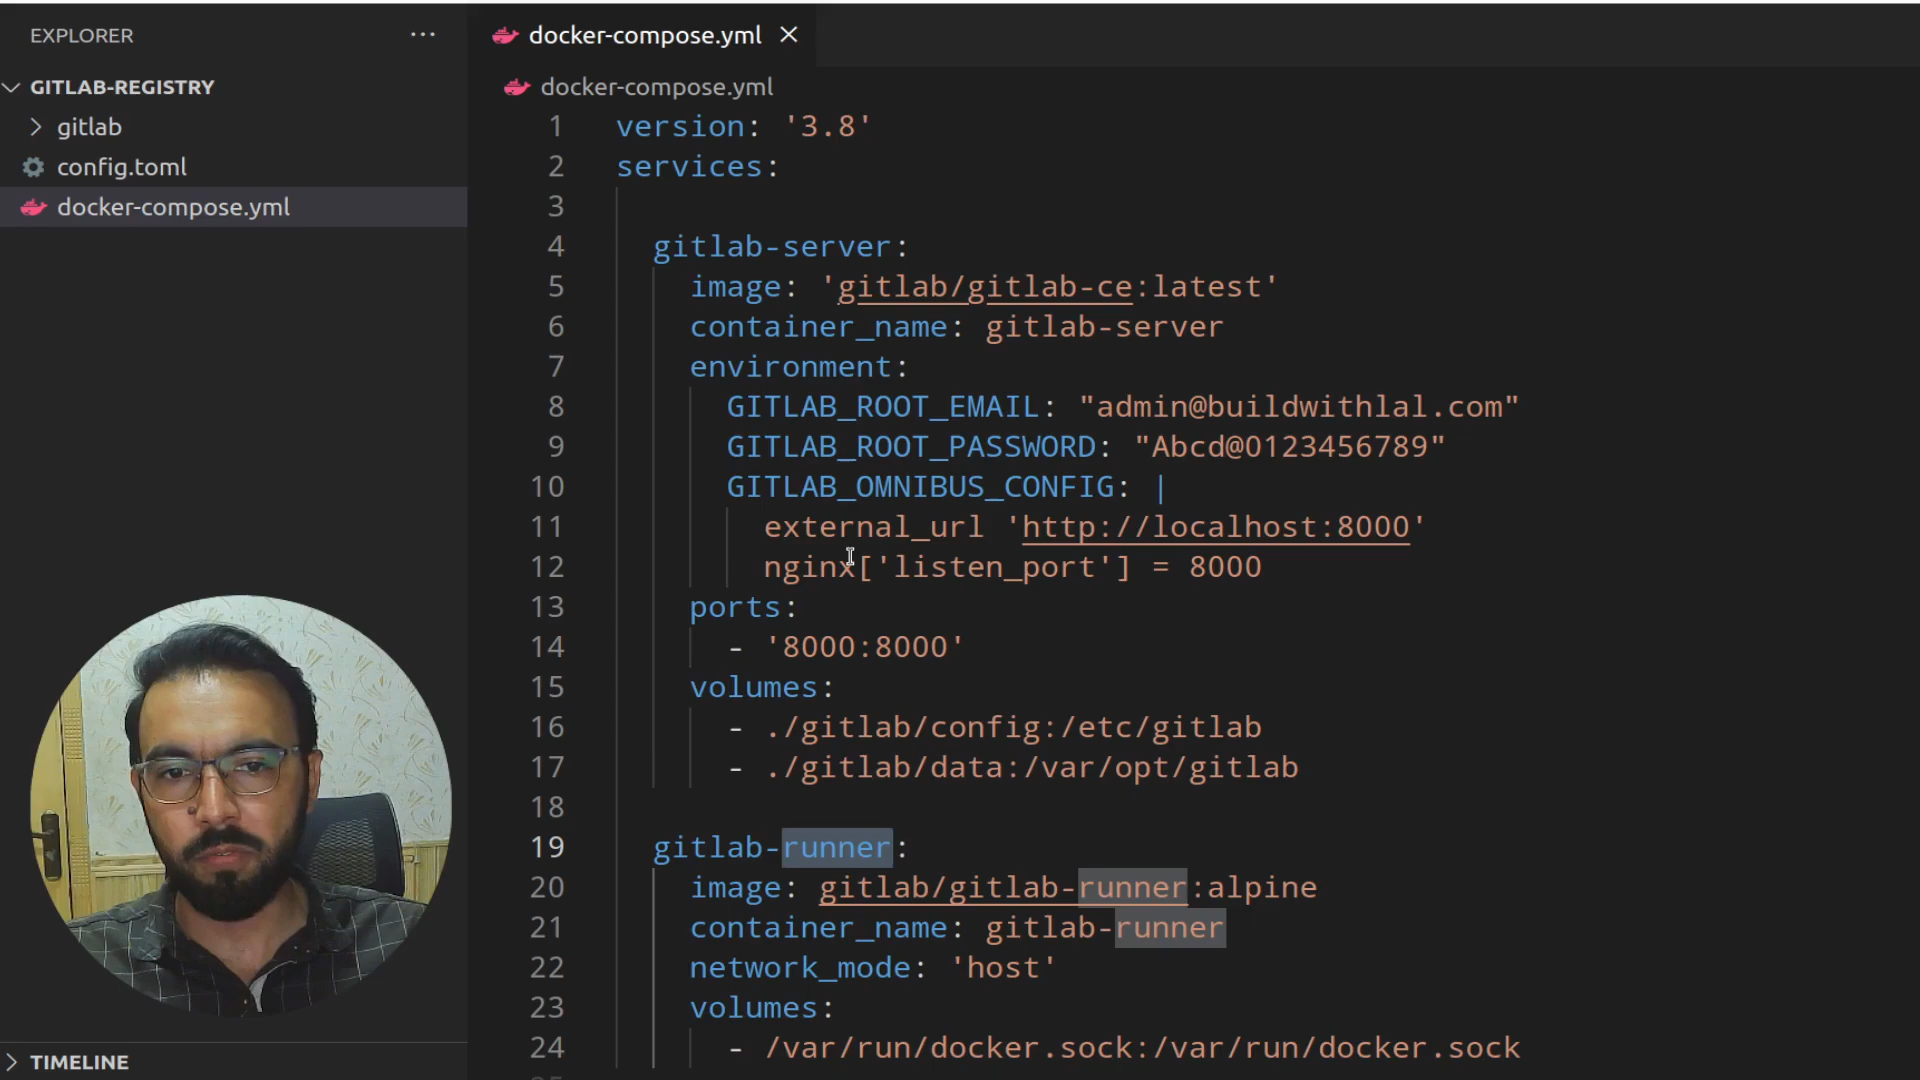 EXPLORER
GITLAB-REGISTRY
gitlab
config.toml
docker-compose.yml
TIMELINE
docker-compose.yml
docker-compose.yml
1 version: '3.8'
2 services:
3
4 gitlab-server:
5 image: 'gitlab/gitlab-ce:latest'
6 container_name: gitlab-server
7 environment:
8 GITLAB_ROOT_EMAIL: "admin@buildwithlal.com"
9 GITLAB_ROOT_PASSWORD: "Abcd@0123456789"
10 GITLAB_OMNIBUS_CONFIG: |
11 external_url 'http://localhost:8000'
12 nginx['listen_port'] = 8000
13 ports:
14 - '8000:8000'
15 volumes:
16 - ./gitlab/config:/etc/gitlab
17 - ./gitlab/data:/var/opt/gitlab
18
19 gitlab-runner:
20 image: gitlab/gitlab-runner:alpine
21 container_name: gitlab-runner
22 network_mode: 'host'
23 volumes:
24 - /var/run/docker.sock:/var/run/docker.sock